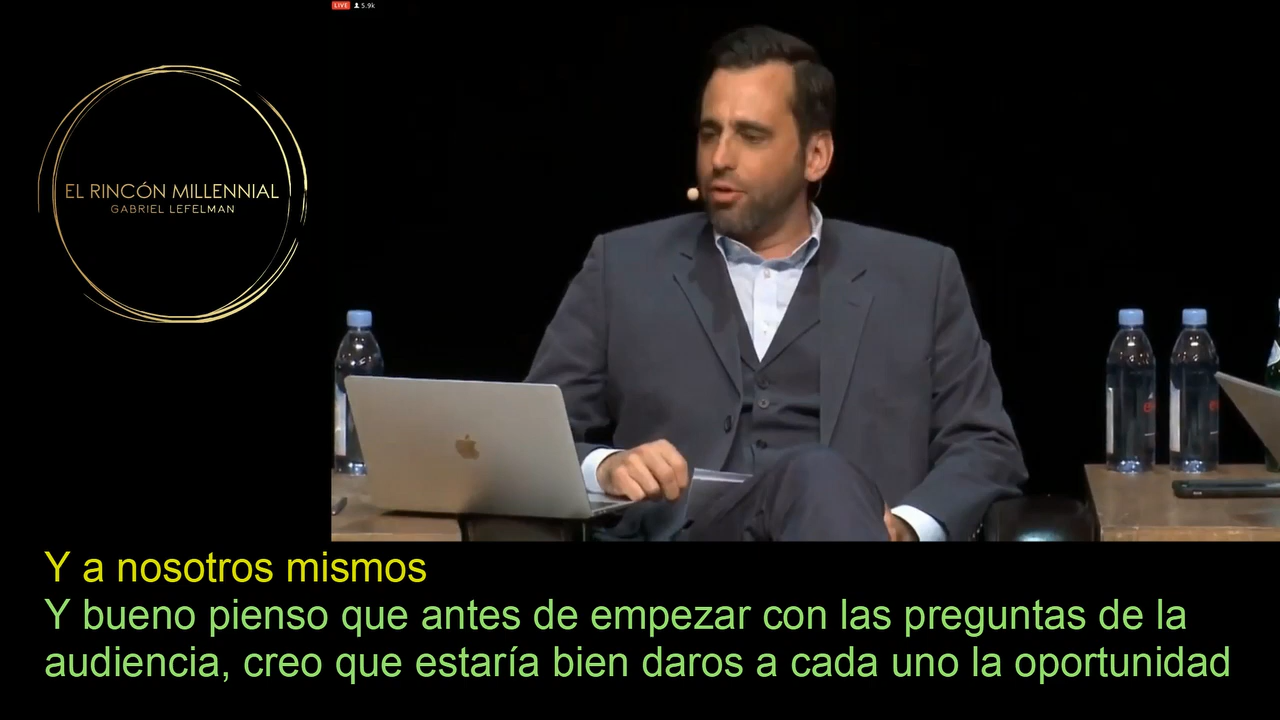 LIVE 5.9k
EL RINCÓN MILLENNIAL
GABRIEL LEFELMAN
Y a nosotros mismos
Y bueno pienso que antes de empezar con las preguntas de la
audiencia, creo que estaría bien daros a cada uno la oportunidad